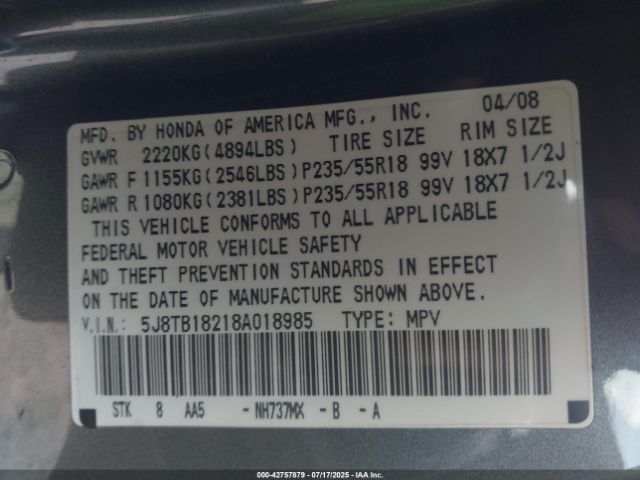 MFD. BY HONDA OF AMERICA MFG., INC. 04/08
GVWR 2220KG(4894LBS) TIRE SIZE RIM SIZE
GAWR F 1155KG(2546LBS) P235/55R18 99V 18X7 1/2J
GAWR R 1080KG(2381LBS) P235/55R18 99V 18X7 1/2J
THIS VEHICLE CONFORMS TO ALL APPLICABLE
FEDERAL MOTOR VEHICLE SAFETY
AND THEFT PREVENTION STANDARDS IN EFFECT
ON THE DATE OF MANUFACTURE SHOWN ABOVE.
V.I.N.: 5J8TB18218A018985 TYPE: MPV
STK 8 AA5 -NH737MX -B -A
000-42757879 | 07/17/2025 | IAAI.COM